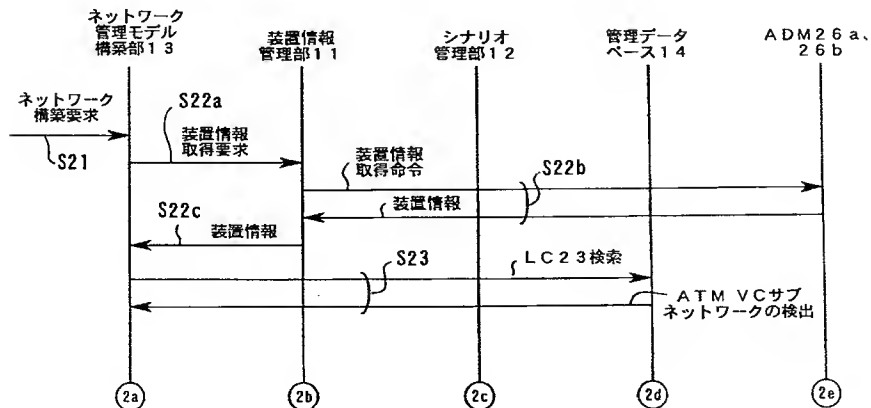 ネットワーク
管理モデル
構築部１３
装置情報
管理部１１
シナリオ
管理部１２
管理データ
ベース１４
ＡＤＭ２６ａ、
２６ｂ
ネットワーク
構築要求
S21
S22a
装置情報
取得要求
装置情報
取得命令
S22b
装置情報
S22c
装置情報
S23
ＬＣ２３検索
ＡＴＭ ＶＣサブ
ネットワークの検出
2a
2b
2c
2d
2e